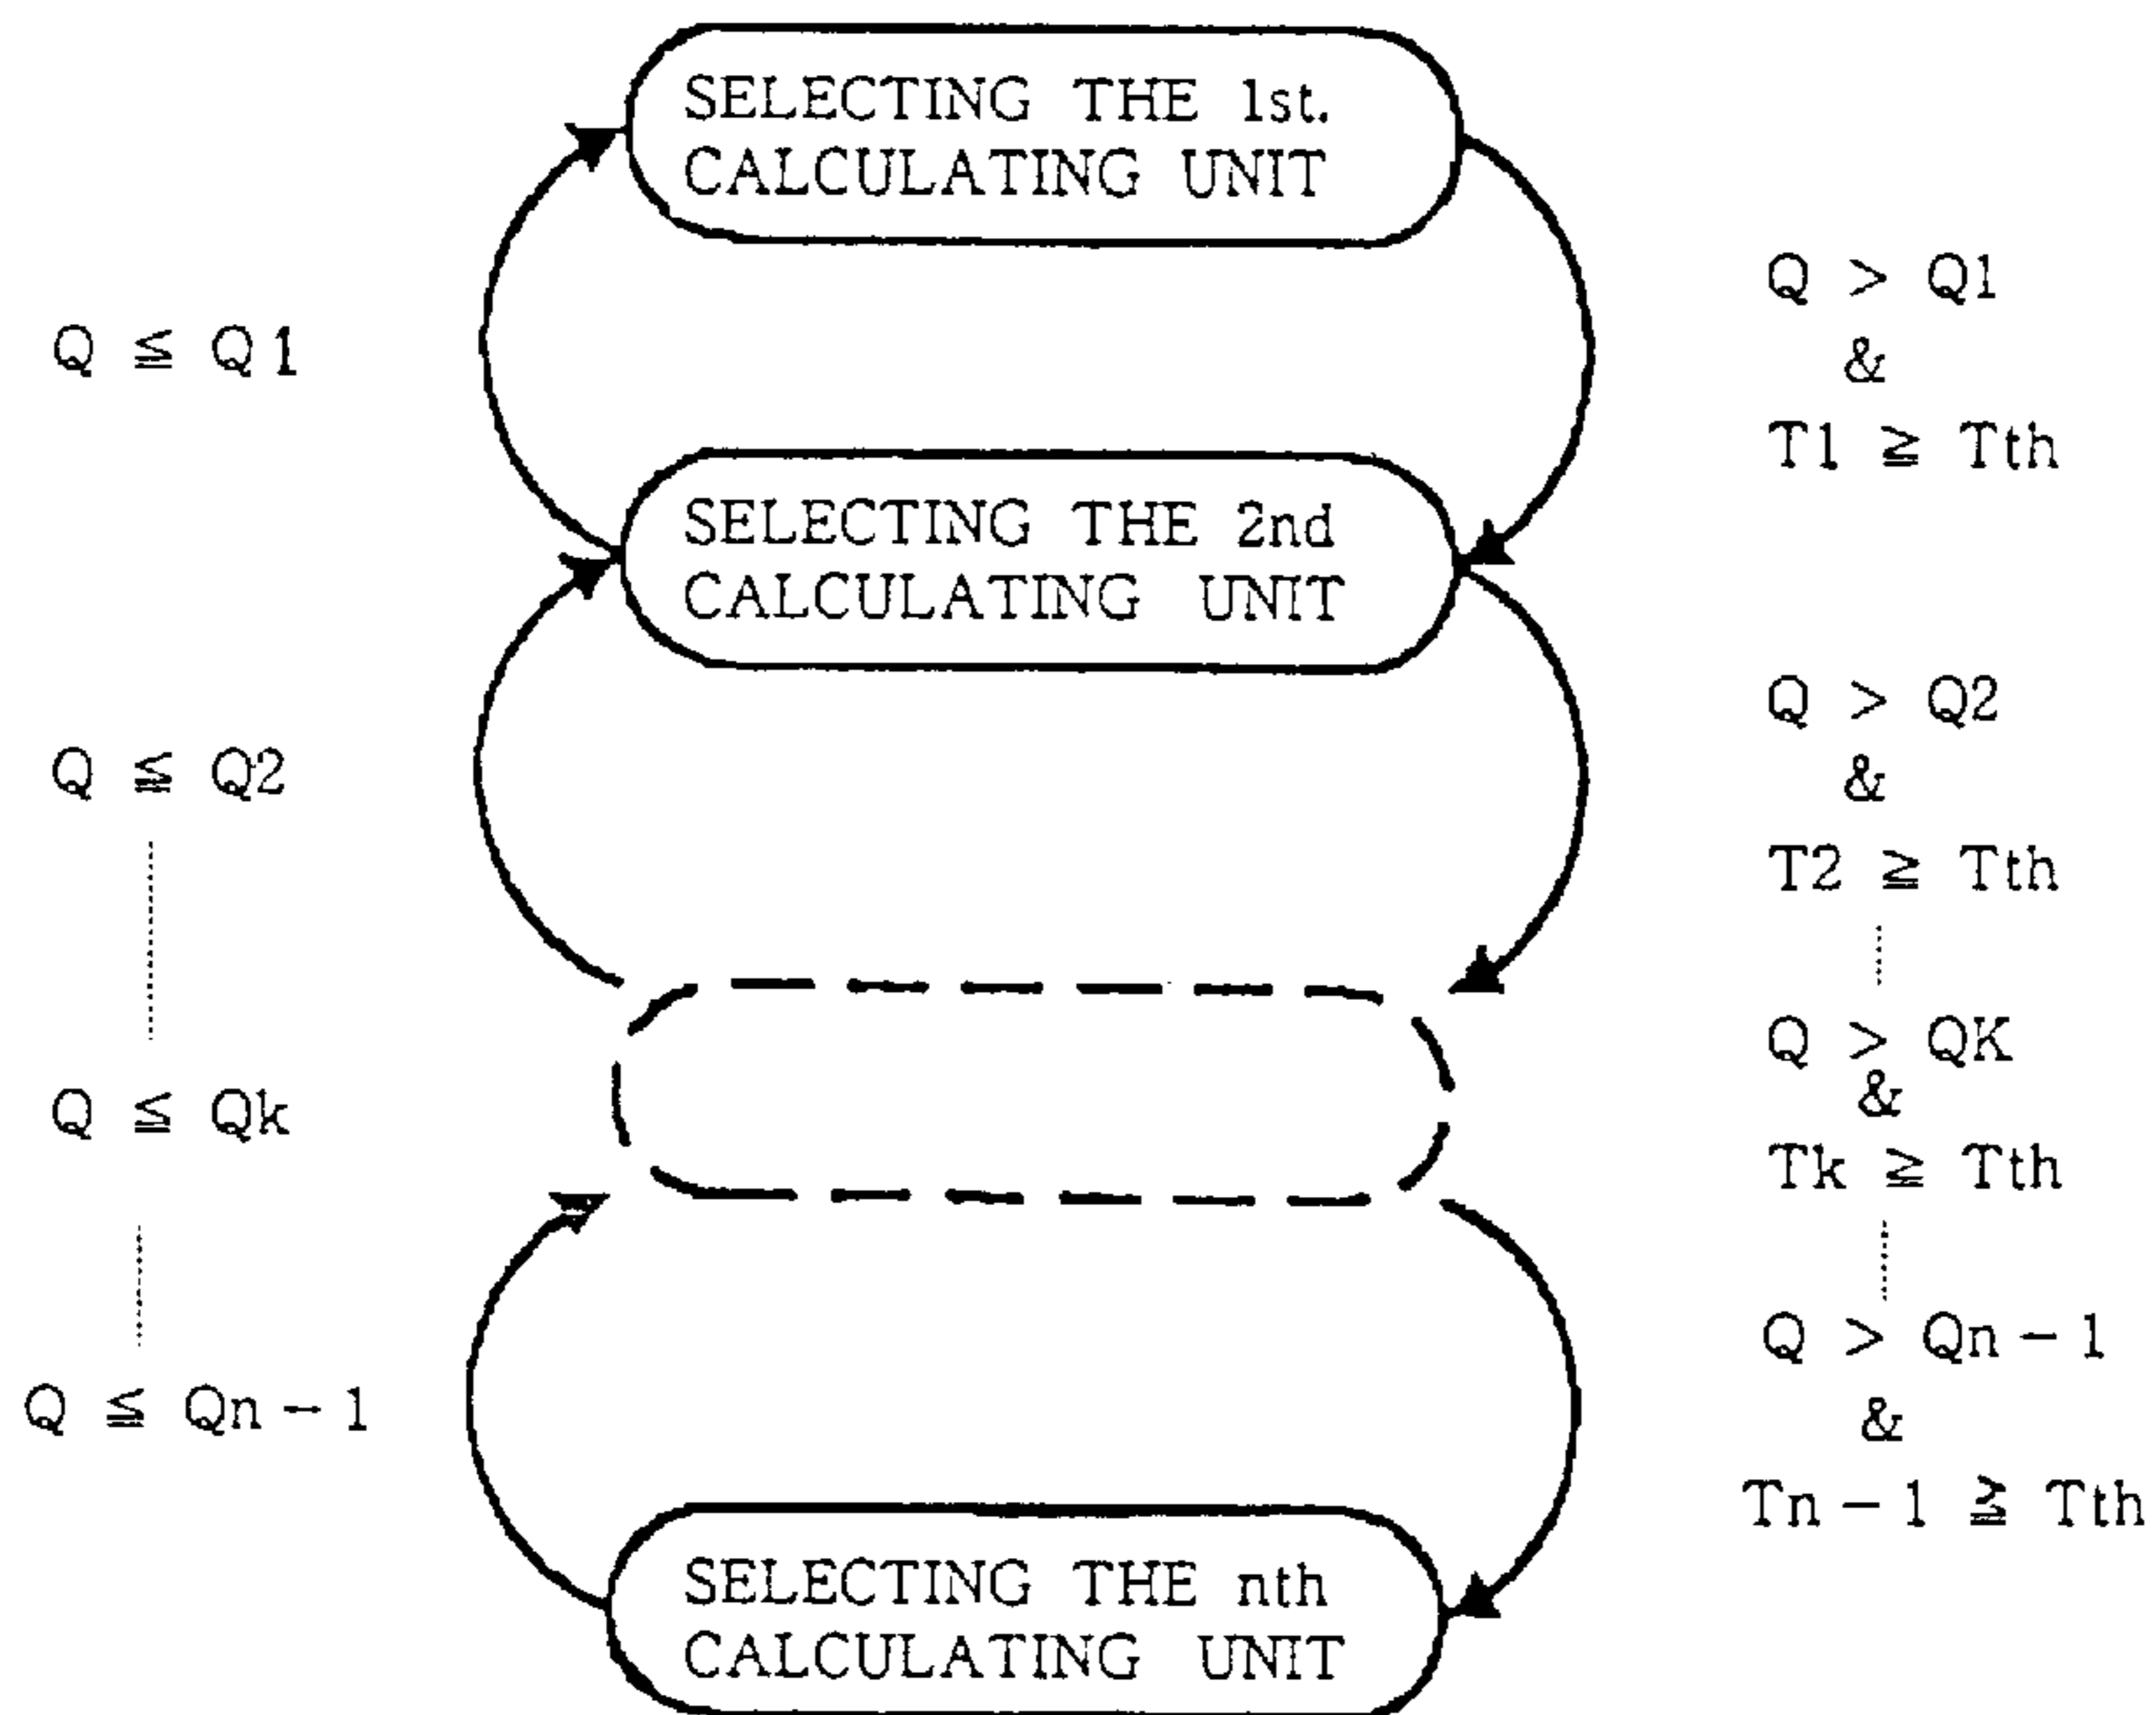 SELECTING THE 1st.
CALCULATING UNIT
Q > Q1
Q ≦ Q1
&
T1 ≧ Tth
SELECTING THE 2nd
CALCULATING UNIT
Q > Q2
Q ≦ Q2
&
T2 ≧ Tth
Q > QK
&
Q ≦ Qk
Tk ≧ Tth
Q > Qn-1
Q ≦ Qn-1
&
Tn-1 ≧ Tth
SELECTING THE nth
CALCULATING UNIT